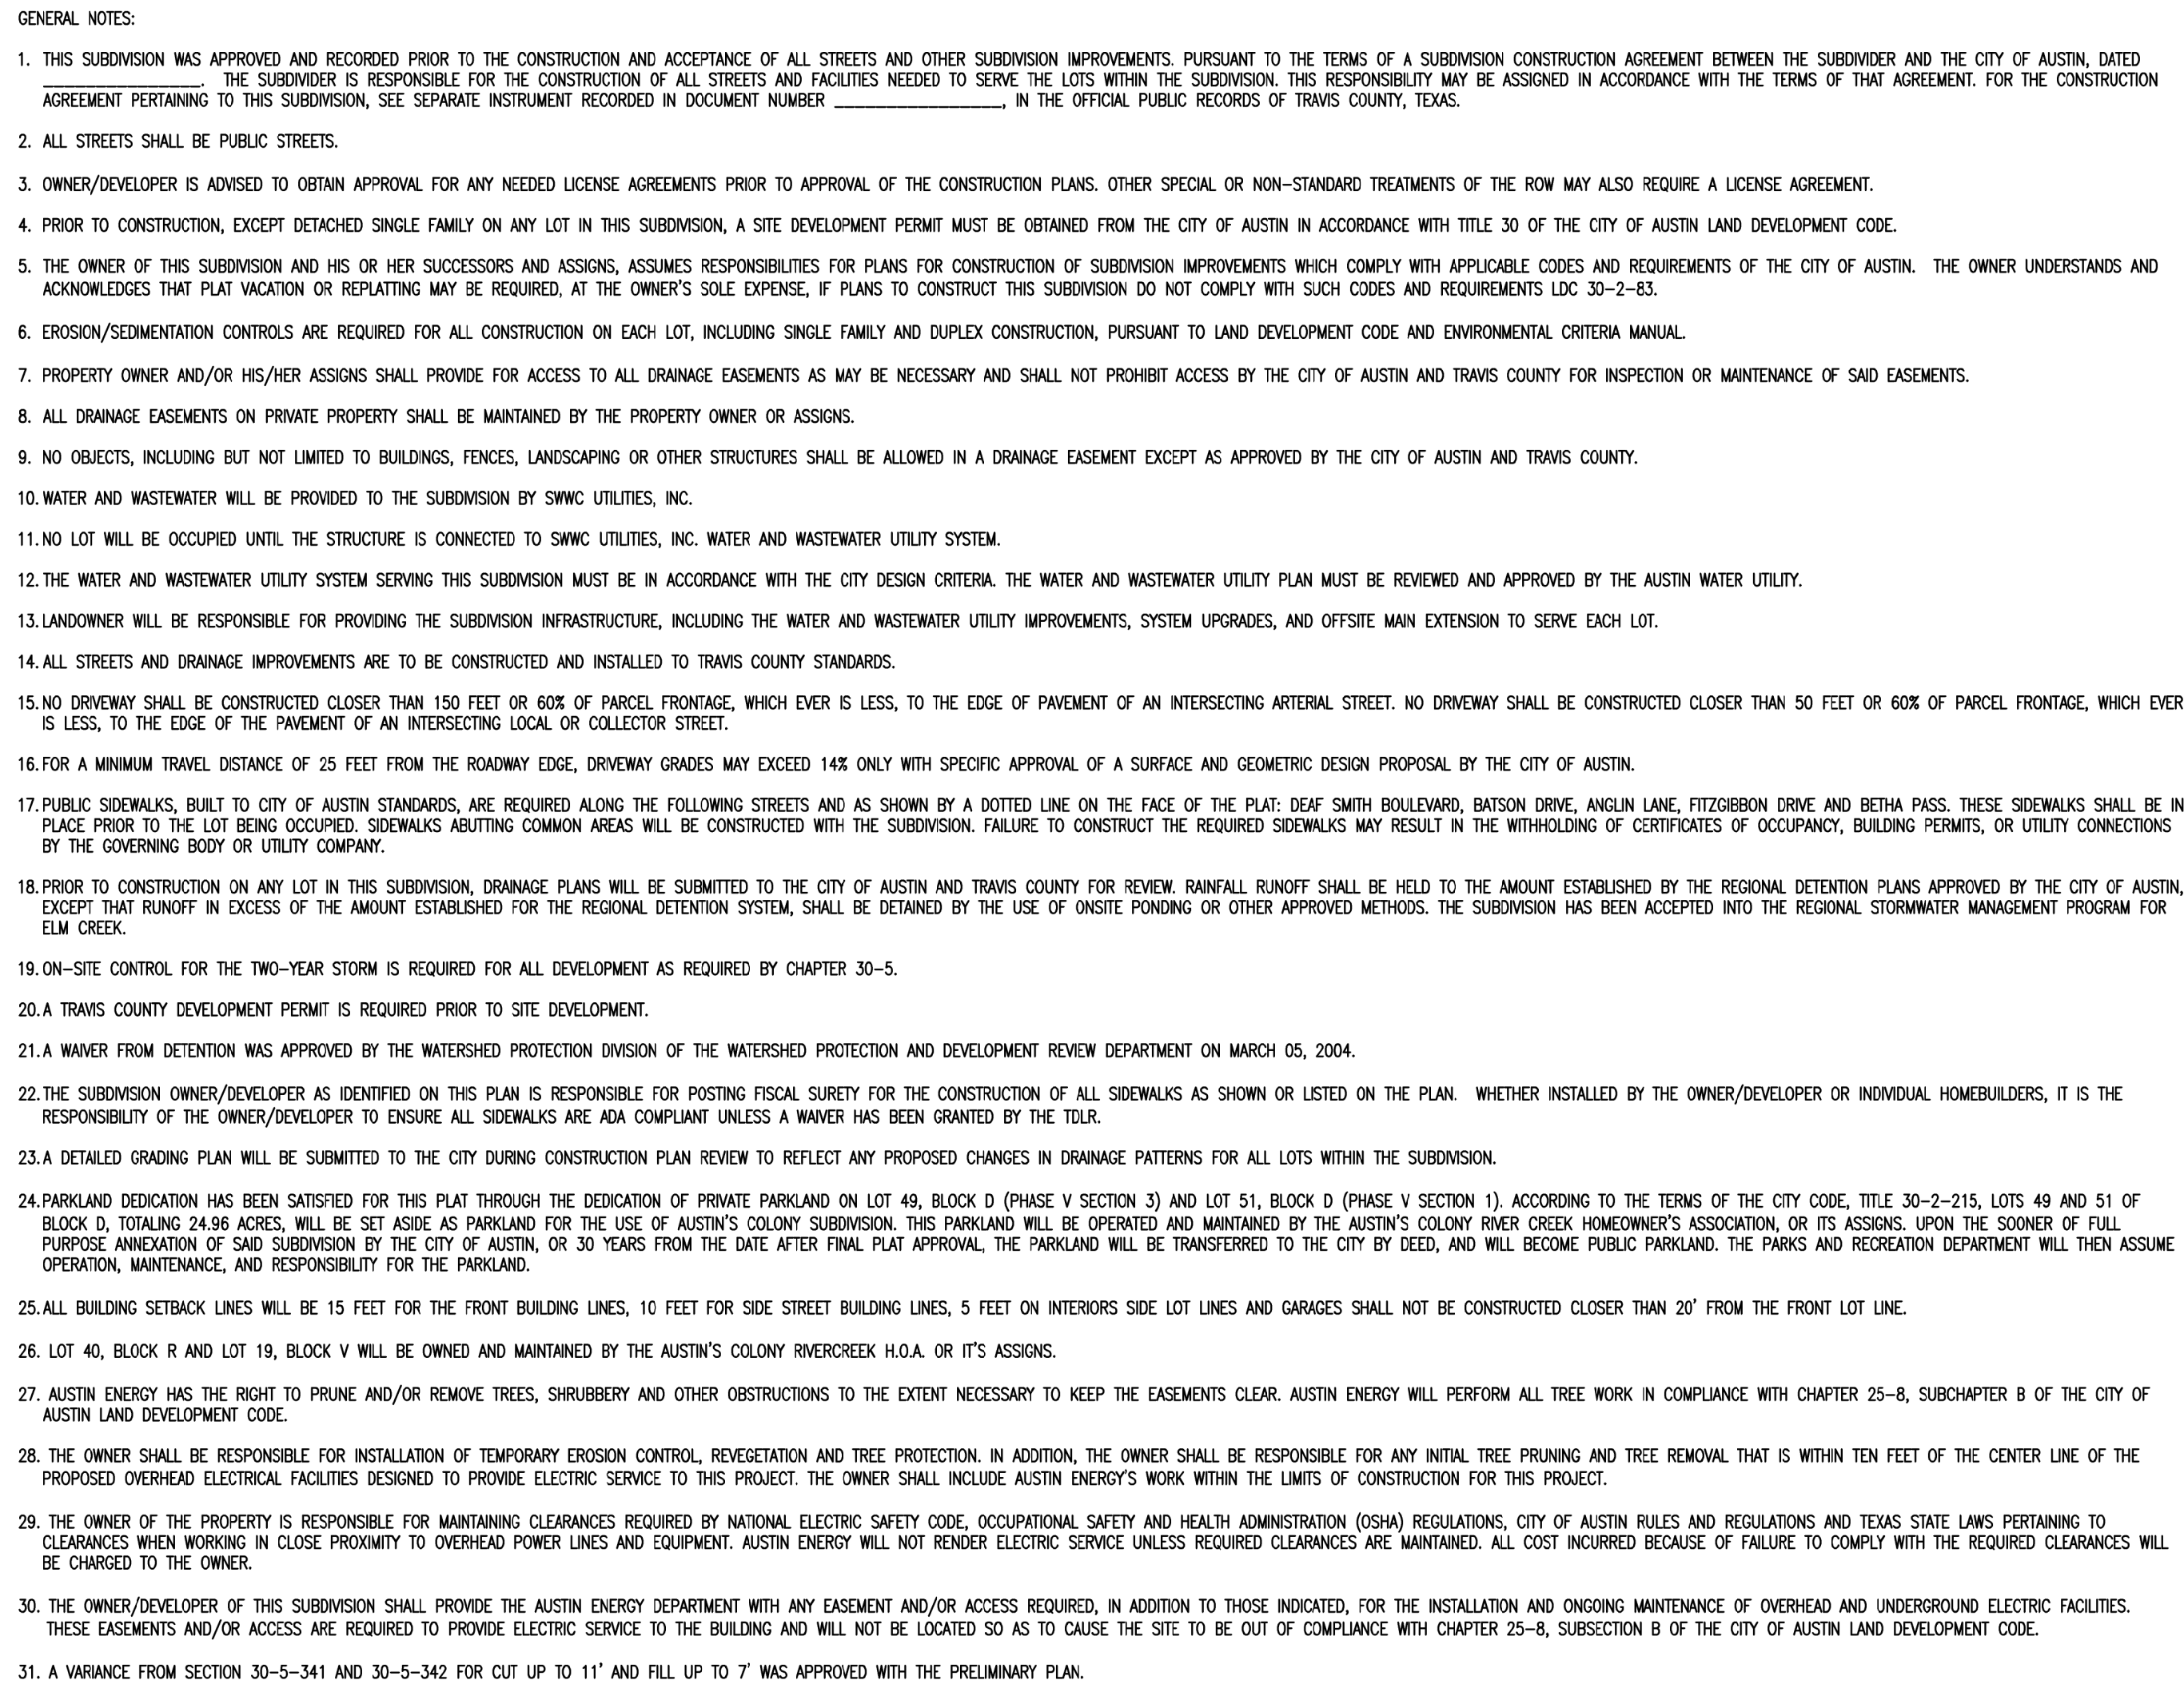 GENERAL NOTES:
1. THIS SUBDIVISION WAS APPROVED AND RECORDED PRIOR TO THE CONSTRUCTION AND ACCEPTANCE OF ALL STREETS AND OTHER SUBDIVISION IMPROVEMENTS. PURSUANT TO THE TERMS OF A SUBDIVISION CONSTRUCTION AGREEMENT BETWEEN THE SUBDIVIDER AND THE CITY OF AUSTIN, DATED
_______________. THE SUBDIVIDER IS RESPONSIBLE FOR THE CONSTRUCTION OF ALL STREETS AND FACILITIES NEEDED TO SERVE THE LOTS WITHIN THE SUBDIVISION. THIS RESPONSIBILITY MAY BE ASSIGNED IN ACCORDANCE WITH THE TERMS OF THAT AGREEMENT. FOR THE CONSTRUCTION
AGREEMENT PERTAINING TO THIS SUBDIVISION, SEE SEPARATE INSTRUMENT RECORDED IN DOCUMENT NUMBER ________________, IN THE OFFICIAL PUBLIC RECORDS OF TRAVIS COUNTY, TEXAS.
2. ALL STREETS SHALL BE PUBLIC STREETS.
3. OWNER/DEVELOPER IS ADVISED TO OBTAIN APPROVAL FOR ANY NEEDED LICENSE AGREEMENTS PRIOR TO APPROVAL OF THE CONSTRUCTION PLANS. OTHER SPECIAL OR NON-STANDARD TREATMENTS OF THE ROW MAY ALSO REQUIRE A LICENSE AGREEMENT.
4. PRIOR TO CONSTRUCTION, EXCEPT DETACHED SINGLE FAMILY ON ANY LOT IN THIS SUBDIVISION, A SITE DEVELOPMENT PERMIT MUST BE OBTAINED FROM THE CITY OF AUSTIN IN ACCORDANCE WITH TITLE 30 OF THE CITY OF AUSTIN LAND DEVELOPMENT CODE.
5. THE OWNER OF THIS SUBDIVISION AND HIS OR HER SUCCESSORS AND ASSIGNS, ASSUMES RESPONSIBILITIES FOR PLANS FOR CONSTRUCTION OF SUBDIVISION IMPROVEMENTS WHICH COMPLY WITH APPLICABLE CODES AND REQUIREMENTS OF THE CITY OF AUSTIN. THE OWNER UNDERSTANDS AND
ACKNOWLEDGES THAT PLAT VACATION OR REPLATTING MAY BE REQUIRED, AT THE OWNER'S SOLE EXPENSE, IF PLANS TO CONSTRUCT THIS SUBDIVISION DO NOT COMPLY WITH SUCH CODES AND REQUIREMENTS LDC 30-2-83.
6. EROSION/SEDIMENTATION CONTROLS ARE REQUIRED FOR ALL CONSTRUCTION ON EACH LOT, INCLUDING SINGLE FAMILY AND DUPLEX CONSTRUCTION, PURSUANT TO LAND DEVELOPMENT CODE AND ENVIRONMENTAL CRITERIA MANUAL.
7. PROPERTY OWNER AND/OR HIS/HER ASSIGNS SHALL PROVIDE FOR ACCESS TO ALL DRAINAGE EASEMENTS AS MAY BE NECESSARY AND SHALL NOT PROHIBIT ACCESS BY THE CITY OF AUSTIN AND TRAVIS COUNTY FOR INSPECTION OR MAINTENANCE OF SAID EASEMENTS.
8. ALL DRAINAGE EASEMENTS ON PRIVATE PROPERTY SHALL BE MAINTAINED BY THE PROPERTY OWNER OR ASSIGNS.
9. NO OBJECTS, INCLUDING BUT NOT LIMITED TO BUILDINGS, FENCES, LANDSCAPING OR OTHER STRUCTURES SHALL BE ALLOWED IN A DRAINAGE EASEMENT EXCEPT AS APPROVED BY THE CITY OF AUSTIN AND TRAVIS COUNTY.
10. WATER AND WASTEWATER WILL BE PROVIDED TO THE SUBDIVISION BY SWWC UTILITIES, INC.
11. NO LOT WILL BE OCCUPIED UNTIL THE STRUCTURE IS CONNECTED TO SWWC UTILITIES, INC. WATER AND WASTEWATER UTILITY SYSTEM.
12. THE WATER AND WASTEWATER UTILITY SYSTEM SERVING THIS SUBDIVISION MUST BE IN ACCORDANCE WITH THE CITY DESIGN CRITERIA. THE WATER AND WASTEWATER UTILITY PLAN MUST BE REVIEWED AND APPROVED BY THE AUSTIN WATER UTILITY.
13. LANDOWNER WILL BE RESPONSIBLE FOR PROVIDING THE SUBDIVISION INFRASTRUCTURE, INCLUDING THE WATER AND WASTEWATER UTILITY IMPROVEMENTS, SYSTEM UPGRADES, AND OFFSITE MAIN EXTENSION TO SERVE EACH LOT.
14. ALL STREETS AND DRAINAGE IMPROVEMENTS ARE TO BE CONSTRUCTED AND INSTALLED TO TRAVIS COUNTY STANDARDS.
15. NO DRIVEWAY SHALL BE CONSTRUCTED CLOSER THAN 150 FEET OR 60% OF PARCEL FRONTAGE, WHICH EVER IS LESS, TO THE EDGE OF PAVEMENT OF AN INTERSECTING ARTERIAL STREET. NO DRIVEWAY SHALL BE CONSTRUCTED CLOSER THAN 50 FEET OR 60% OF PARCEL FRONTAGE, WHICH EVER
IS LESS, TO THE EDGE OF THE PAVEMENT OF AN INTERSECTING LOCAL OR COLLECTOR STREET.
16. FOR A MINIMUM TRAVEL DISTANCE OF 25 FEET FROM THE ROADWAY EDGE, DRIVEWAY GRADES MAY EXCEED 14% ONLY WITH SPECIFIC APPROVAL OF A SURFACE AND GEOMETRIC DESIGN PROPOSAL BY THE CITY OF AUSTIN.
17. PUBLIC SIDEWALKS, BUILT TO CITY OF AUSTIN STANDARDS, ARE REQUIRED ALONG THE FOLLOWING STREETS AND AS SHOWN BY A DOTTED LINE ON THE FACE OF THE PLAT: DEAF SMITH BOULEVARD, BATSON DRIVE, ANGLIN LANE, FITZGIBBON DRIVE AND BETHA PASS. THESE SIDEWALKS SHALL BE IN
PLACE PRIOR TO THE LOT BEING OCCUPIED. SIDEWALKS ABUTTING COMMON AREAS WILL BE CONSTRUCTED WITH THE SUBDIVISION. FAILURE TO CONSTRUCT THE REQUIRED SIDEWALKS MAY RESULT IN THE WITHHOLDING OF CERTIFICATES OF OCCUPANCY, BUILDING PERMITS, OR UTILITY CONNECTIONS
BY THE GOVERNING BODY OR UTILITY COMPANY.
18. PRIOR TO CONSTRUCTION ON ANY LOT IN THIS SUBDIVISION, DRAINAGE PLANS WILL BE SUBMITTED TO THE CITY OF AUSTIN AND TRAVIS COUNTY FOR REVIEW. RAINFALL RUNOFF SHALL BE HELD TO THE AMOUNT ESTABLISHED BY THE REGIONAL DETENTION PLANS APPROVED BY THE CITY OF AUSTIN,
EXCEPT THAT RUNOFF IN EXCESS OF THE AMOUNT ESTABLISHED FOR THE REGIONAL DETENTION SYSTEM, SHALL BE DETAINED BY THE USE OF ONSITE PONDING OR OTHER APPROVED METHODS. THE SUBDIVISION HAS BEEN ACCEPTED INTO THE REGIONAL STORMWATER MANAGEMENT PROGRAM FOR
ELM CREEK.
19. ON-SITE CONTROL FOR THE TWO-YEAR STORM IS REQUIRED FOR ALL DEVELOPMENT AS REQUIRED BY CHAPTER 30-5.
20. A TRAVIS COUNTY DEVELOPMENT PERMIT IS REQUIRED PRIOR TO SITE DEVELOPMENT.
21. A WAIVER FROM DETENTION WAS APPROVED BY THE WATERSHED PROTECTION DIVISION OF THE WATERSHED PROTECTION AND DEVELOPMENT REVIEW DEPARTMENT ON MARCH 05, 2004.
22. THE SUBDIVISION OWNER/DEVELOPER AS IDENTIFIED ON THIS PLAN IS RESPONSIBLE FOR POSTING FISCAL SURETY FOR THE CONSTRUCTION OF ALL SIDEWALKS AS SHOWN OR LISTED ON THE PLAN. WHETHER INSTALLED BY THE OWNER/DEVELOPER OR INDIVIDUAL HOMEBUILDERS, IT IS THE
RESPONSIBILITY OF THE OWNER/DEVELOPER TO ENSURE ALL SIDEWALKS ARE ADA COMPLIANT UNLESS A WAIVER HAS BEEN GRANTED BY THE TDLR.
23. A DETAILED GRADING PLAN WILL BE SUBMITTED TO THE CITY DURING CONSTRUCTION PLAN REVIEW TO REFLECT ANY PROPOSED CHANGES IN DRAINAGE PATTERNS FOR ALL LOTS WITHIN THE SUBDIVISION.
24. PARKLAND DEDICATION HAS BEEN SATISFIED FOR THIS PLAT THROUGH THE DEDICATION OF PRIVATE PARKLAND ON LOT 49, BLOCK D (PHASE V SECTION 3) AND LOT 51, BLOCK D (PHASE V SECTION 1). ACCORDING TO THE TERMS OF THE CITY CODE, TITLE 30-2-215, LOTS 49 AND 51 OF
BLOCK D, TOTALING 24.96 ACRES, WILL BE SET ASIDE AS PARKLAND FOR THE USE OF AUSTIN'S COLONY SUBDIVISION. THIS PARKLAND WILL BE OPERATED AND MAINTAINED BY THE AUSTIN'S COLONY RIVER CREEK HOMEOWNER'S ASSOCIATION, OR ITS ASSIGNS. UPON THE SOONER OF FULL
PURPOSE ANNEXATION OF SAID SUBDIVISION BY THE CITY OF AUSTIN, OR 30 YEARS FROM THE DATE AFTER FINAL PLAT APPROVAL, THE PARKLAND WILL BE TRANSFERRED TO THE CITY BY DEED, AND WILL BECOME PUBLIC PARKLAND. THE PARKS AND RECREATION DEPARTMENT WILL THEN ASSUME
OPERATION, MAINTENANCE, AND RESPONSIBILITY FOR THE PARKLAND.
25. ALL BUILDING SETBACK LINES WILL BE 15 FEET FOR THE FRONT BUILDING LINES, 10 FEET FOR SIDE STREET BUILDING LINES, 5 FEET ON INTERIORS SIDE LOT LINES AND GARAGES SHALL NOT BE CONSTRUCTED CLOSER THAN 20' FROM THE FRONT LOT LINE.
26. LOT 40, BLOCK R AND LOT 19, BLOCK V WILL BE OWNED AND MAINTAINED BY THE AUSTIN'S COLONY RIVERCREEK H.O.A. OR IT'S ASSIGNS.
27. AUSTIN ENERGY HAS THE RIGHT TO PRUNE AND/OR REMOVE TREES, SHRUBBERY AND OTHER OBSTRUCTIONS TO THE EXTENT NECESSARY TO KEEP THE EASEMENTS CLEAR. AUSTIN ENERGY WILL PERFORM ALL TREE WORK IN COMPLIANCE WITH CHAPTER 25-8, SUBCHAPTER B OF THE CITY OF
AUSTIN LAND DEVELOPMENT CODE.
28. THE OWNER SHALL BE RESPONSIBLE FOR INSTALLATION OF TEMPORARY EROSION CONTROL, REVEGETATION AND TREE PROTECTION. IN ADDITION, THE OWNER SHALL BE RESPONSIBLE FOR ANY INITIAL TREE PRUNING AND TREE REMOVAL THAT IS WITHIN TEN FEET OF THE CENTER LINE OF THE
PROPOSED OVERHEAD ELECTRICAL FACILITIES DESIGNED TO PROVIDE ELECTRIC SERVICE TO THIS PROJECT. THE OWNER SHALL INCLUDE AUSTIN ENERGY'S WORK WITHIN THE LIMITS OF CONSTRUCTION FOR THIS PROJECT.
29. THE OWNER OF THE PROPERTY IS RESPONSIBLE FOR MAINTAINING CLEARANCES REQUIRED BY NATIONAL ELECTRIC SAFETY CODE, OCCUPATIONAL SAFETY AND HEALTH ADMINISTRATION (OSHA) REGULATIONS, CITY OF AUSTIN RULES AND REGULATIONS AND TEXAS STATE LAWS PERTAINING TO
CLEARANCES WHEN WORKING IN CLOSE PROXIMITY TO OVERHEAD POWER LINES AND EQUIPMENT. AUSTIN ENERGY WILL NOT RENDER ELECTRIC SERVICE UNLESS REQUIRED CLEARANCES ARE MAINTAINED. ALL COST INCURRED BECAUSE OF FAILURE TO COMPLY WITH THE REQUIRED CLEARANCES WILL
BE CHARGED TO THE OWNER.
30. THE OWNER/DEVELOPER OF THIS SUBDIVISION SHALL PROVIDE THE AUSTIN ENERGY DEPARTMENT WITH ANY EASEMENT AND/OR ACCESS REQUIRED, IN ADDITION TO THOSE INDICATED, FOR THE INSTALLATION AND ONGOING MAINTENANCE OF OVERHEAD AND UNDERGROUND ELECTRIC FACILITIES.
THESE EASEMENTS AND/OR ACCESS ARE REQUIRED TO PROVIDE ELECTRIC SERVICE TO THE BUILDING AND WILL NOT BE LOCATED SO AS TO CAUSE THE SITE TO BE OUT OF COMPLIANCE WITH CHAPTER 25-8, SUBSECTION B OF THE CITY OF AUSTIN LAND DEVELOPMENT CODE.
31. A VARIANCE FROM SECTION 30-5-341 AND 30-5-342 FOR CUT UP TO 11' AND FILL UP TO 7' WAS APPROVED WITH THE PRELIMINARY PLAN.